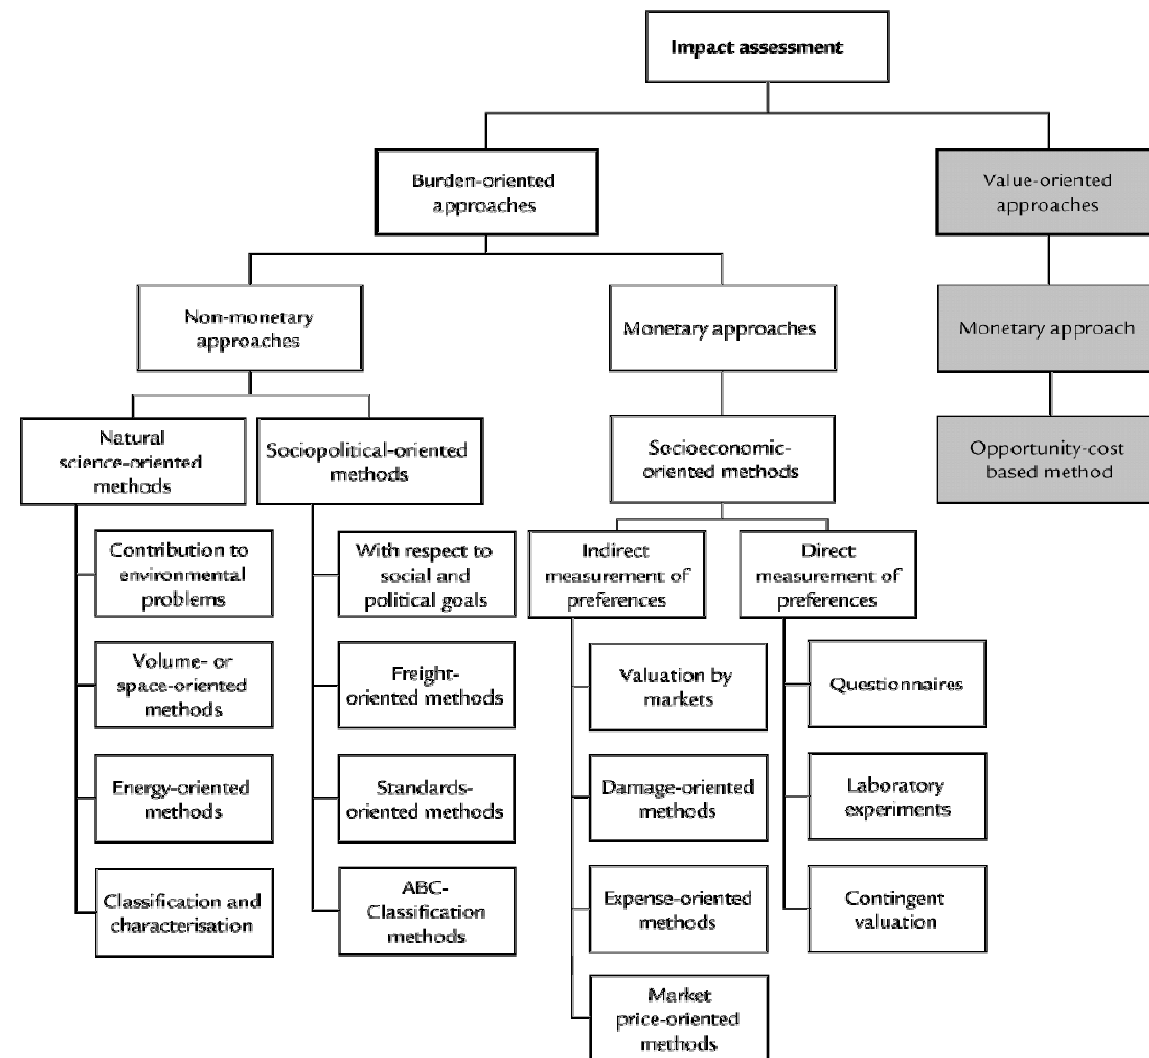 Impact assessment
Burden-oriented
approaches
Value-oriented
approaches
Non-monetary
approaches
Monetary approaches
Monetary approach
Natural
science-oriented
methods
Sociopolitical-oriented
methods
Socioeconomic-
oriented methods
Opportunity-cost
based method
Contribution to
environmental
problems
With respect to
social and
political goals
Indirect
measurement of
preferences
Direct
measurement of
preferences
Volume- or
space-oriented
methods
Freight-
oriented methods
Valuation by
markets
Questionnaires
Energy-oriented
methods
Standards-
oriented methods
Damage-oriented
methods
Laboratory
experiments
Classification and
characterisation
ABC-
Classification
methods
Expense-oriented
methods
Contingent
valuation
Market
price-oriented
methods